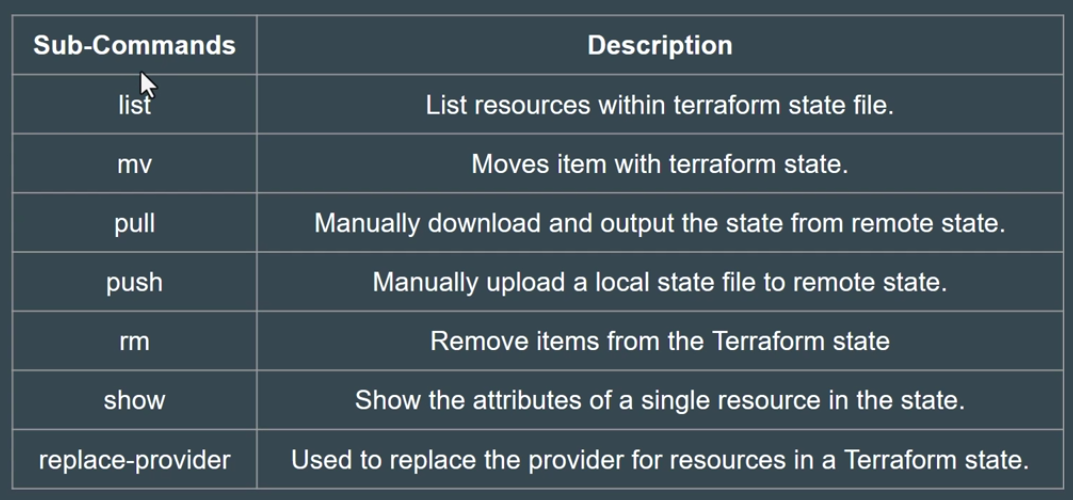 Sub-Commands Description
list List resources within terraform state file.
mv Moves item with terraform state.
pull Manually download and output the state from remote state.
push Manually upload a local state file to remote state.
rm Remove items from the Terraform state
show Show the attributes of a single resource in the state.
replace-provider Used to replace the provider for resources in a Terraform state.